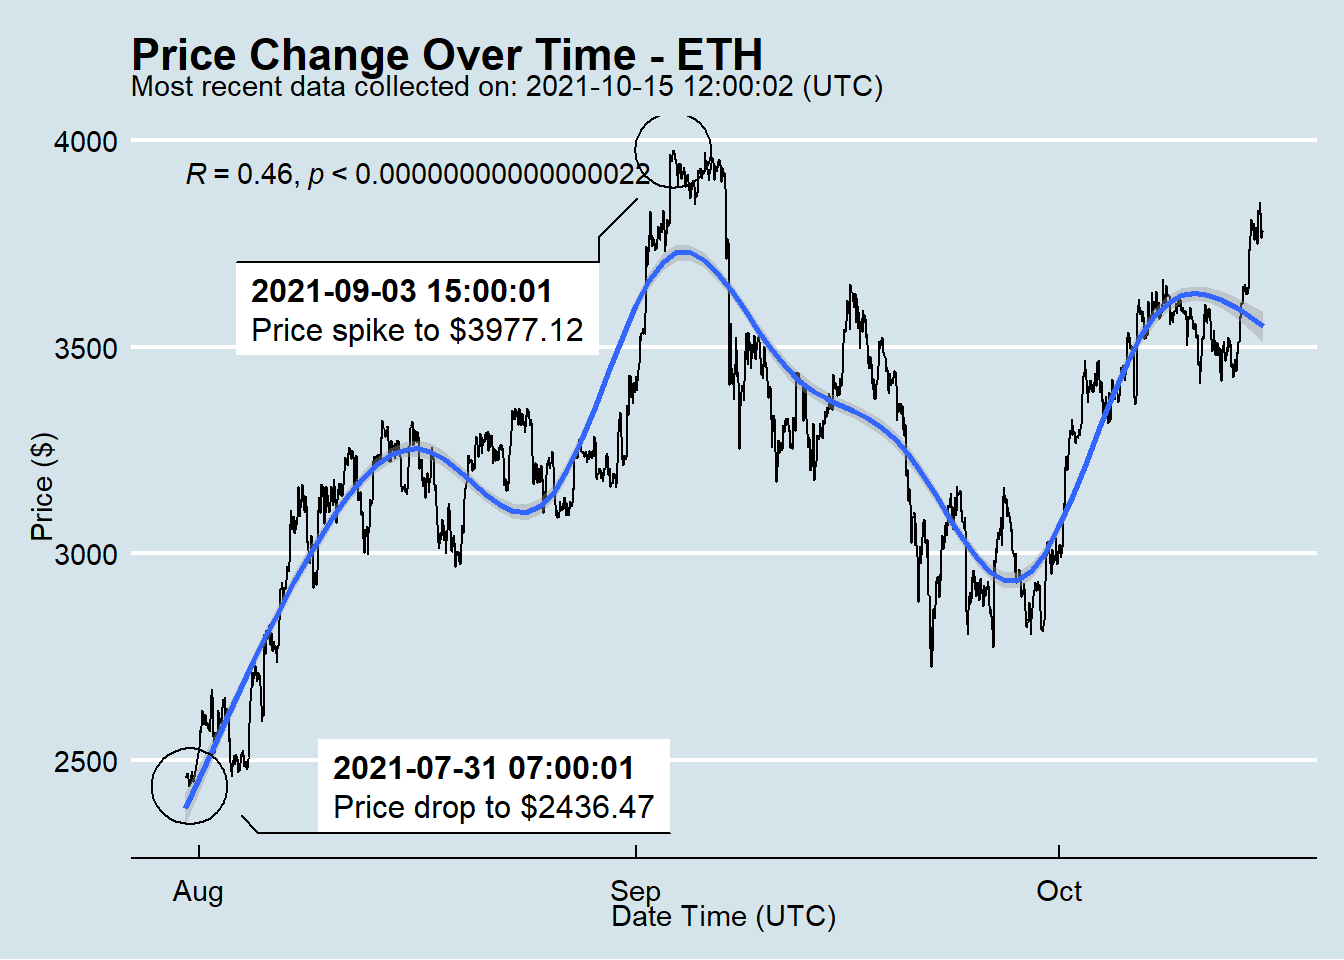 Price Change Over Time - ETH
Most recent data collected on: 2021-10-15 12:00:02 (UTC)
4000
R = 0.46, p < 0.00000000000000022
2021-09-03 15:00:01
Price spike to $3977.12
3500
Price ($)
3000
2500
2021-07-31 07:00:01
Price drop to $2436.47
Aug Sep Oct
Date Time (UTC)